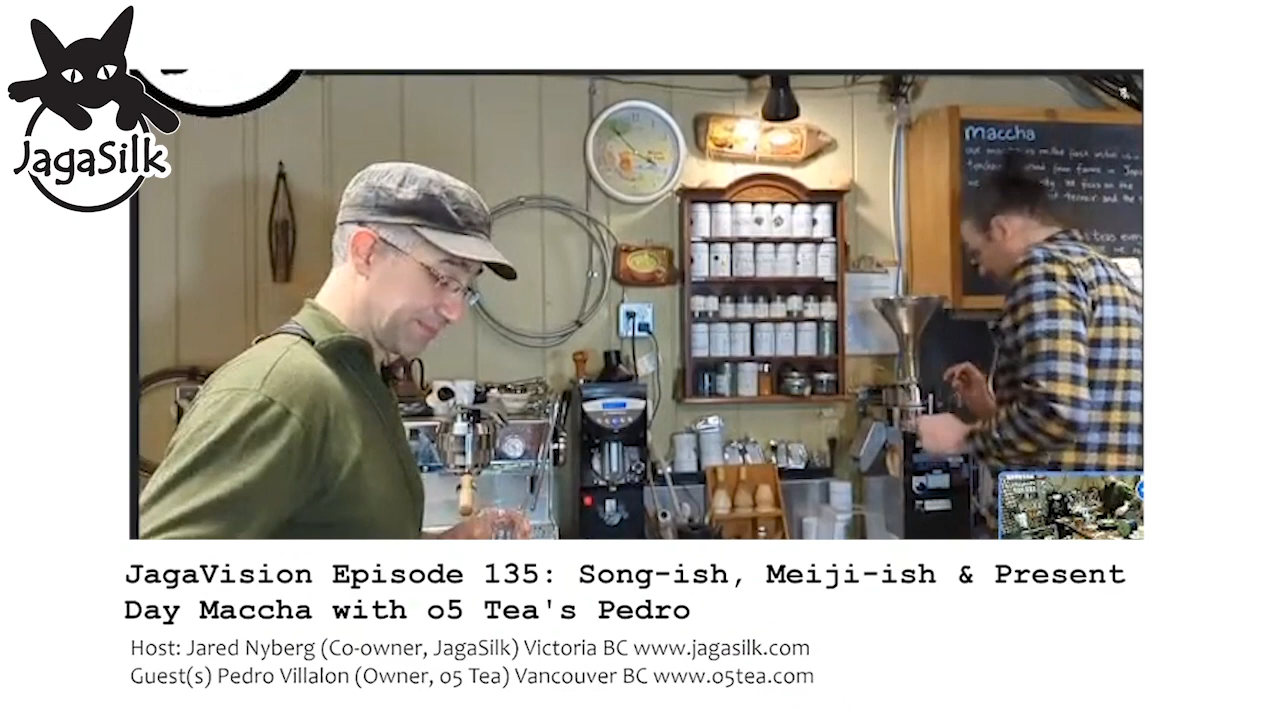 JagaSilk
maccha
JagaVision Episode 135: Song-ish, Meiji-ish & Present
Day Maccha with o5 Tea's Pedro
Host: Jared Nyberg (Co-owner, JagaSilk) Victoria BC www.jagasilk.com
Guest(s) Pedro Villalon (Owner, o5 Tea) Vancouver BC www.o5tea.com